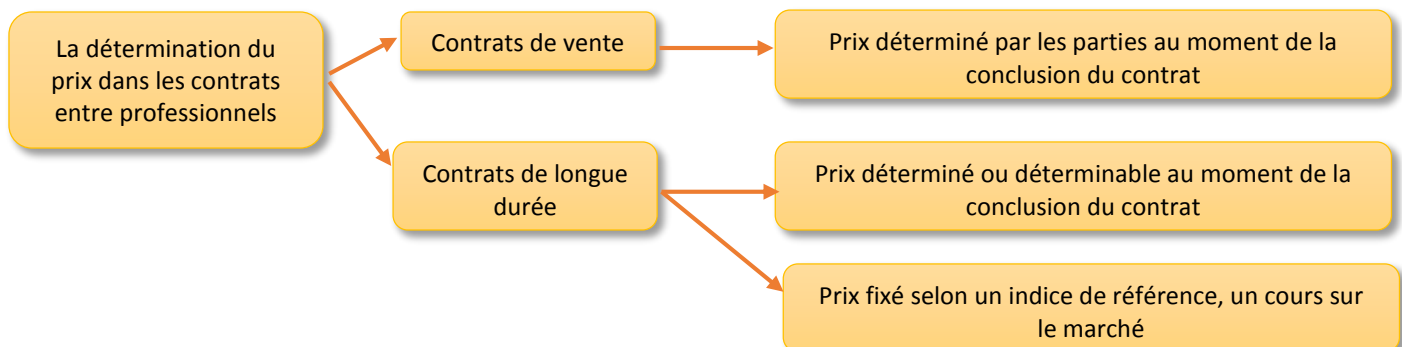 La détermination du
prix dans les contrats
entre professionnels
Contrats de vente
Prix déterminé par les parties au moment de la
conclusion du contrat
Contrats de longue
durée
Prix déterminé ou déterminable au moment de la
conclusion du contrat
Prix fixé selon un indice de référence, un cours sur
le marché